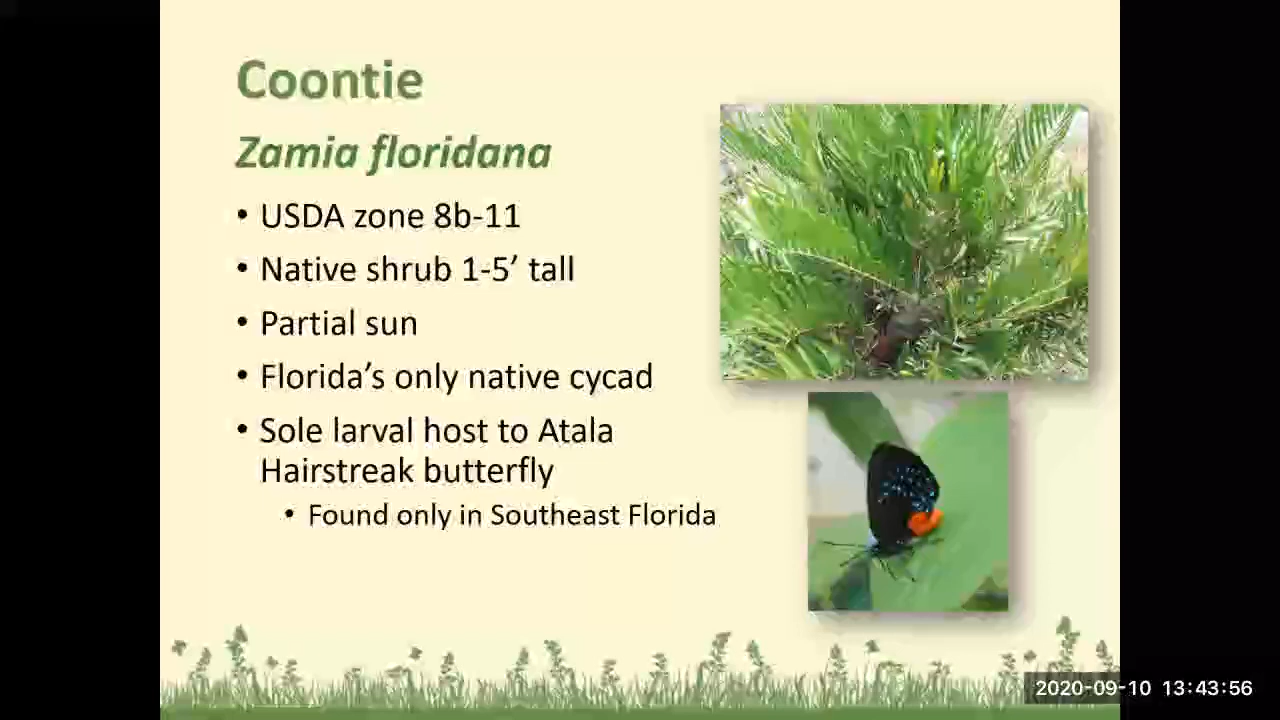 Coontie
Zamia floridana
• USDA zone 8b-11
• Native shrub 1-5’ tall
• Partial sun
• Florida’s only native cycad
• Sole larval host to Atala
Hairstreak butterfly
• Found only in Southeast Florida
2020-09-10 13:43:56